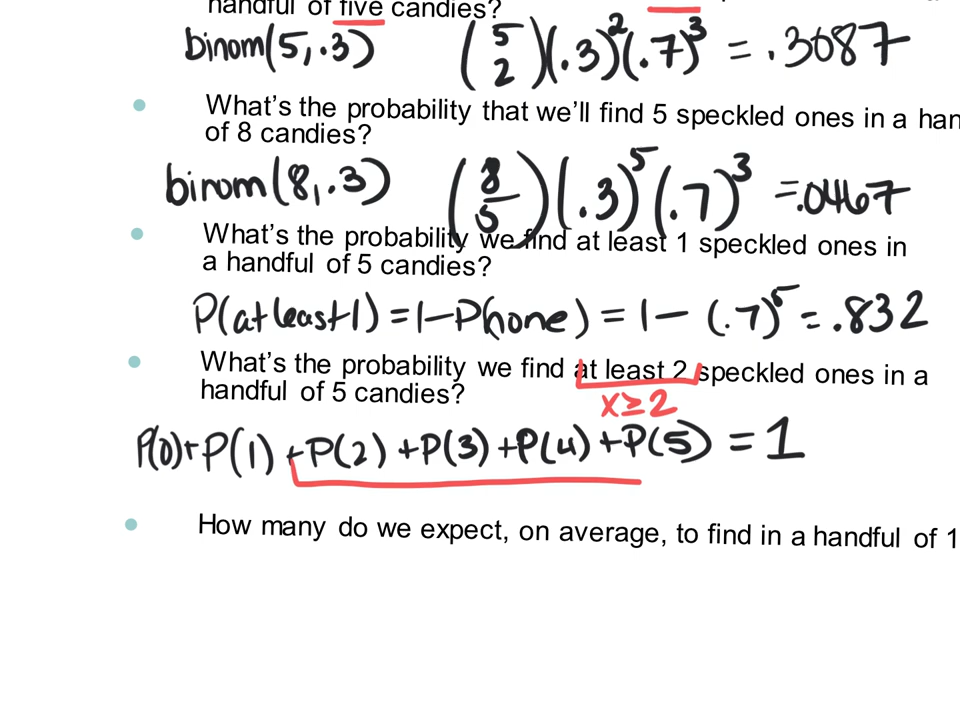 handful of five candies?
binom(5,.3) (5 2)(.3)²(.7)³ = .3087
• What's the probability that we'll find 5 speckled ones in a han
of 8 candies?
binom(8,.3) (8 5)(.3)⁵(.7)³ =.0467
• What's the probability we find at least 1 speckled ones in
a handful of 5 candies?
P(at least 1) = 1-P(none) = 1 - (.7)⁵ = .832
• What's the probability we find at least 2 speckled ones in a
handful of 5 candies?
x≥2
P(0)+P(1)+P(2)+P(3)+P(4)+P(5) = 1
• How many do we expect, on average, to find in a handful of 1